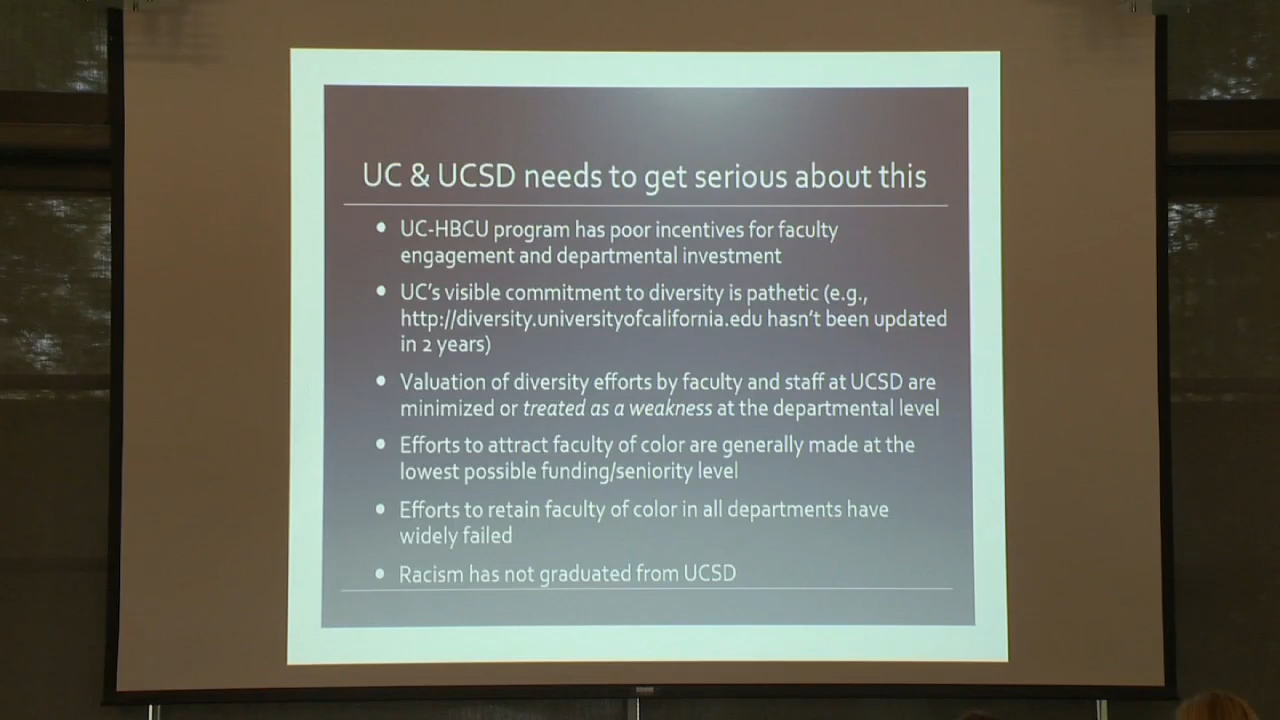 UC & UCSD needs to get serious about this
• UC-HBCU program has poor incentives for faculty
engagement and departmental investment
• UC’s visible commitment to diversity is pathetic (e.g.,
http://diversity.universityofcalifornia.edu hasn’t been updated
in 2 years)
• Valuation of diversity efforts by faculty and staff at UCSD are
minimized or treated as a weakness at the departmental level
• Efforts to attract faculty of color are generally made at the
lowest possible funding/seniority level
• Efforts to retain faculty of color in all departments have
widely failed
• Racism has not graduated from UCSD